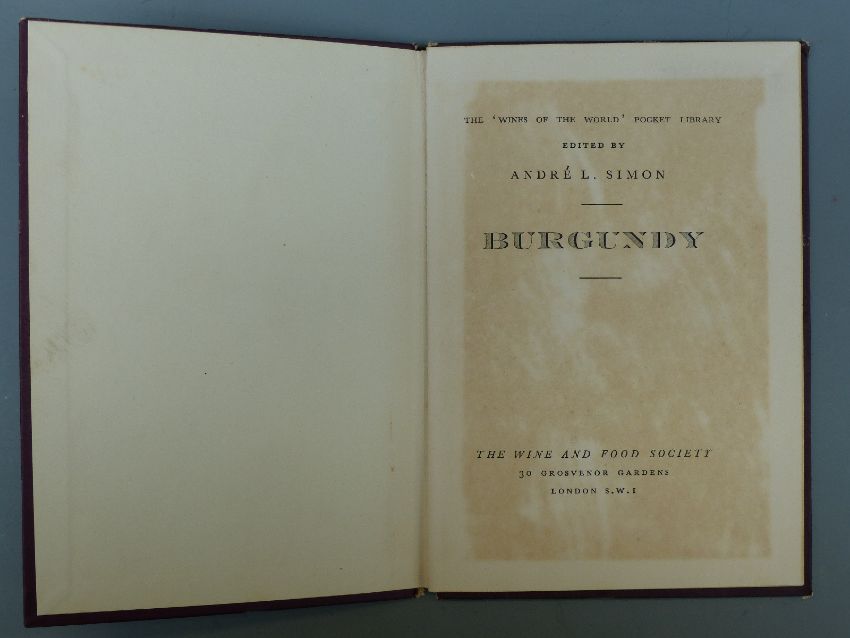 THE ‘WINES OF THE WORLD’ POCKET LIBRARY
EDITED BY
ANDRÉ L. SIMON
BURGUNDY
THE WINE AND FOOD SOCIETY
30 GROSVENOR GARDENS
LONDON S.W.1